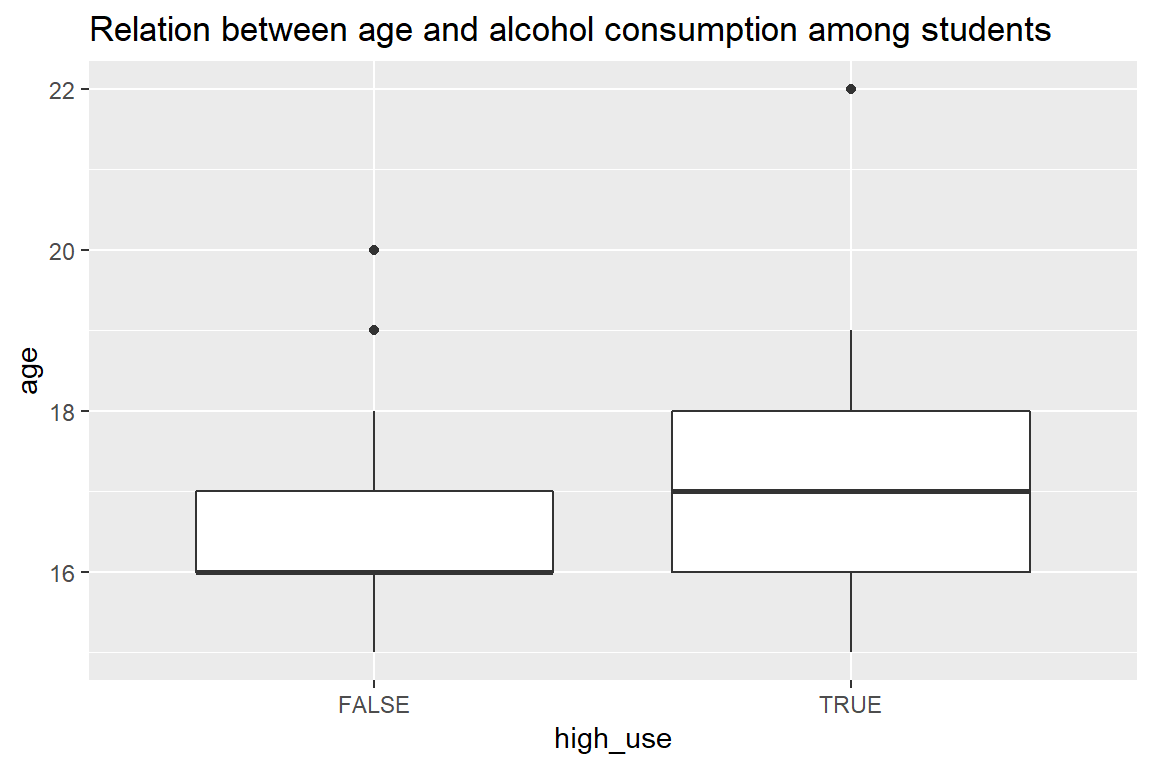 Relation between age and alcohol consumption among students
22
20
18
16
age
FALSE
TRUE
high_use